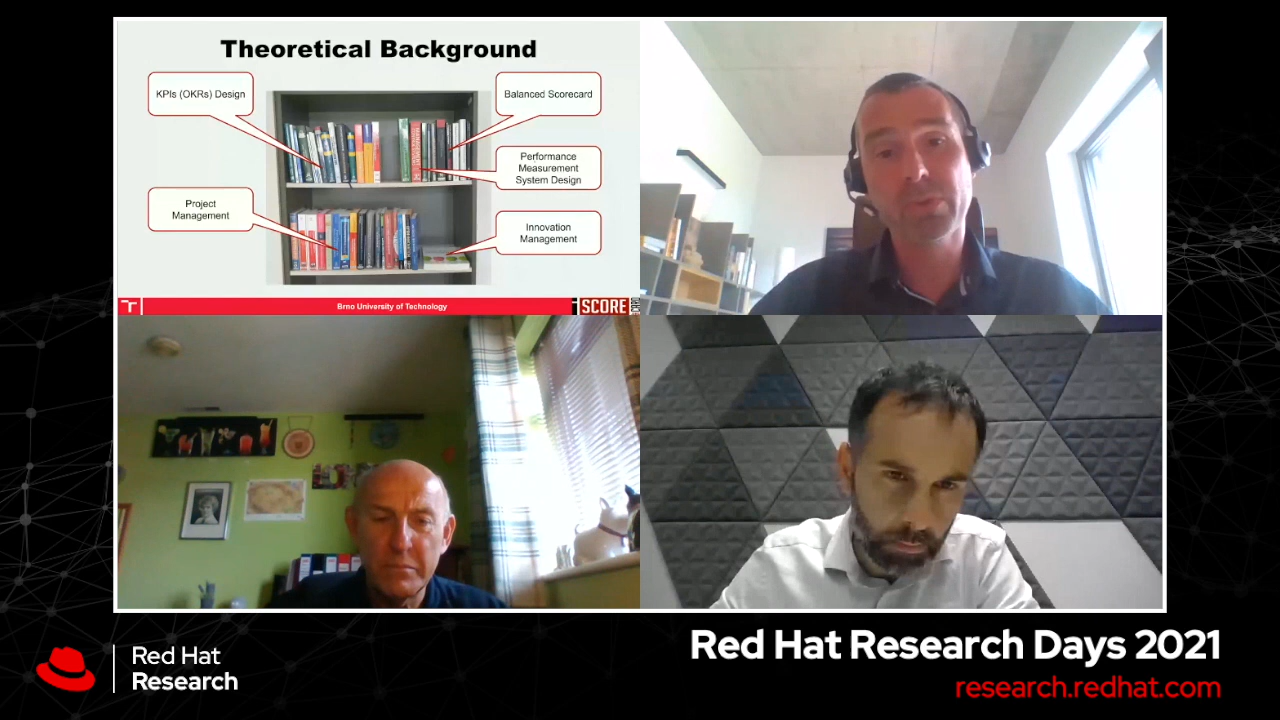 Theoretical Background
KPIs (OKRs) Design
Balanced Scorecard
Performance
Measurement
System Design
Project
Management
Innovation
Management
Brno University of Technology
SCORE
Red Hat
Research
Red Hat Research Days 2021
research.redhat.com